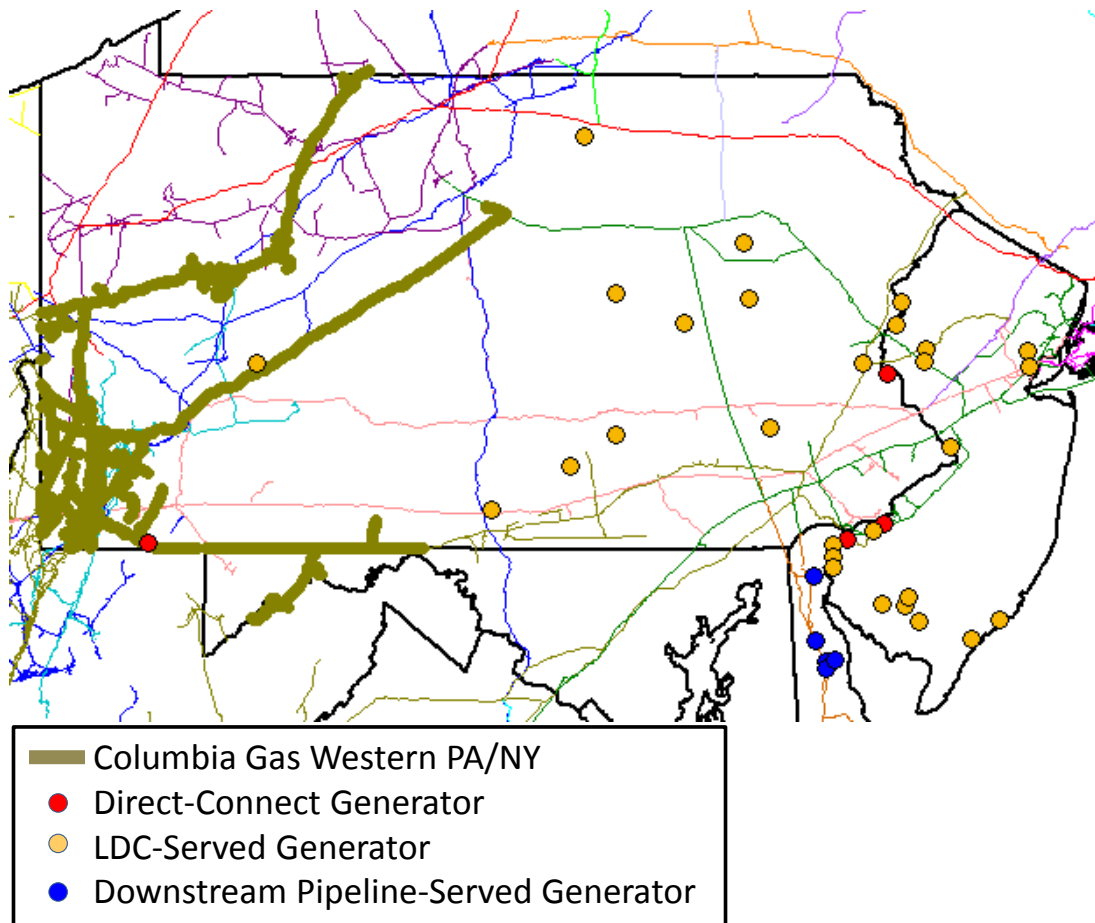 Columbia Gas Western PA/NY
Direct-Connect Generator
LDC-Served Generator
Downstream Pipeline-Served Generator